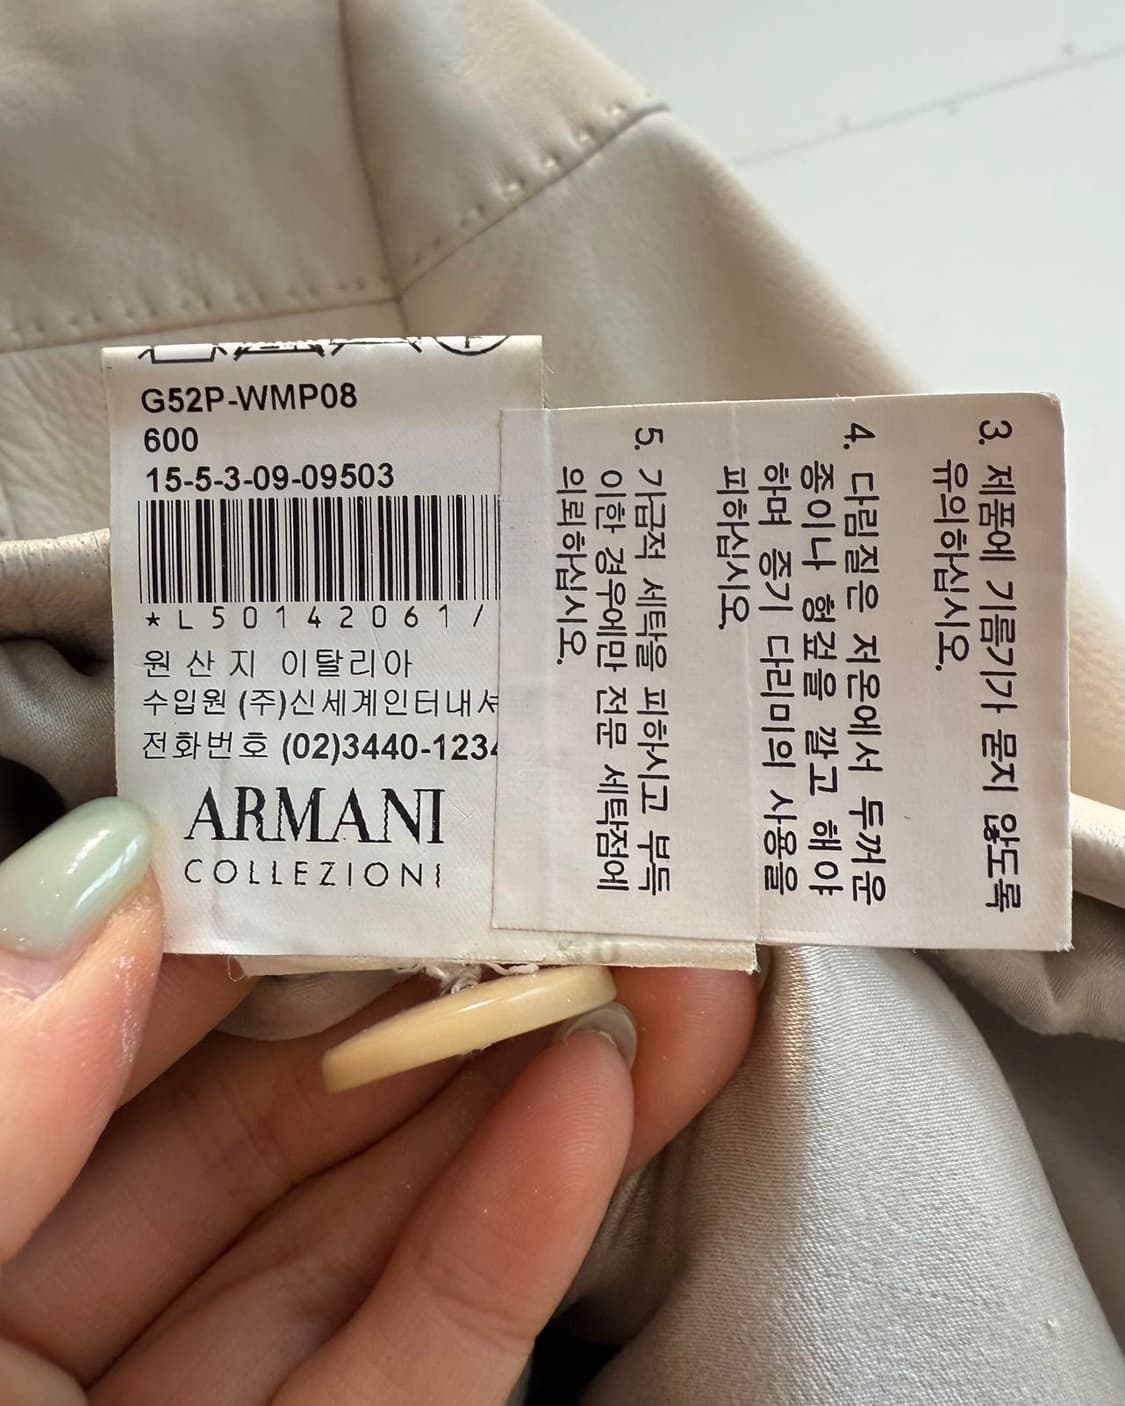 G52P-WMP08
600
15-5-3-09-09503
*L50142061/
원산지 이탈리아
수입원 (주)신세계인터내셔
전화번호 (02)3440-1234
ARMANI
COLLEZIONI
3. 제품에 기름기가 묻지 않도록
유의하십시오.
4. 다림질은 저온에서 두꺼운
종이나 헝겊을 깔고 해야
하며 증기 다리미의 사용을
피하십시오.
5. 가급적 세탁을 피하시고 부득
이한 경우에만 전문 세탁점에
의뢰하십시오.